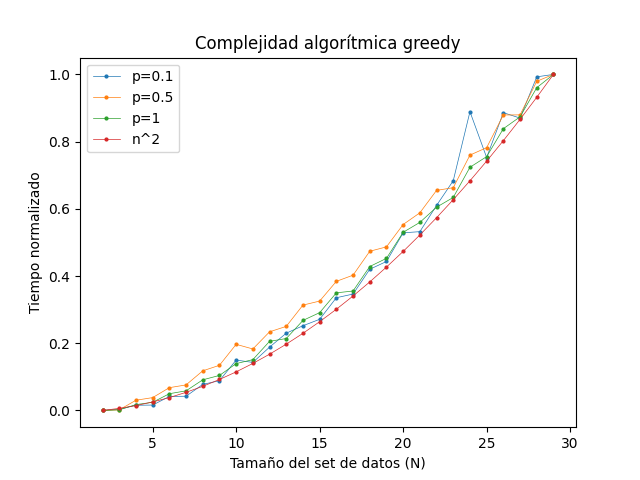 Complejidad algorítmica greedy
p=0.1
p=0.5
p=1
n^2
1.0
0.8
0.6
0.4
0.2
0.0
Tiempo normalizado
5
10
15
20
25
30
Tamaño del set de datos (N)